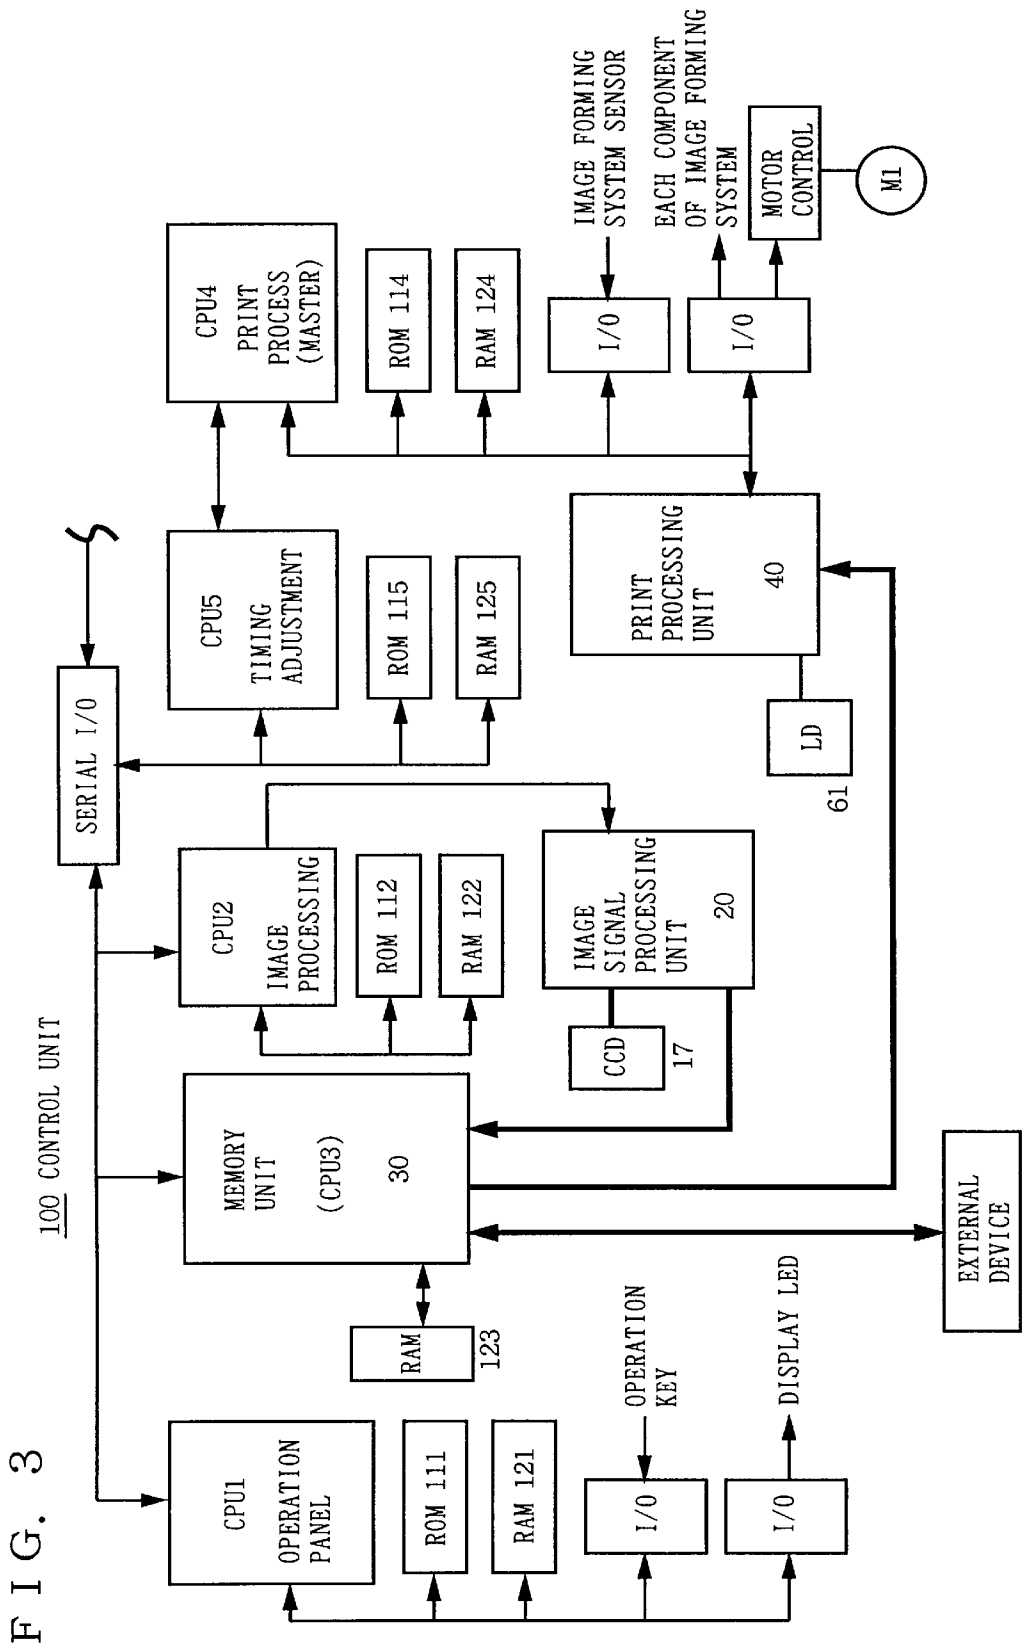 FIG. 3
100 CONTROL UNIT
SERIAL I/O
CPU1
OPERATION
PANEL
ROM 111
RAM 121
I/O
OPERATION
KEY
I/O
DISPLAY LED
MEMORY
UNIT
(CPU3)
30
RAM
123
EXTERNAL
DEVICE
CPU2
IMAGE
PROCESSING
ROM 112
RAM 122
IMAGE
SIGNAL
PROCESSING
UNIT
20
CCD
17
CPU5
TIMING
ADJUSTMENT
ROM 115
RAM 125
CPU4
PRINT
PROCESS
(MASTER)
ROM 114
RAM 124
I/O
IMAGE FORMING
SYSTEM SENSOR
I/O
EACH COMPONENT
OF IMAGE FORMING
SYSTEM
MOTOR
CONTROL
M1
PRINT
PROCESSING
UNIT
40
LD
61